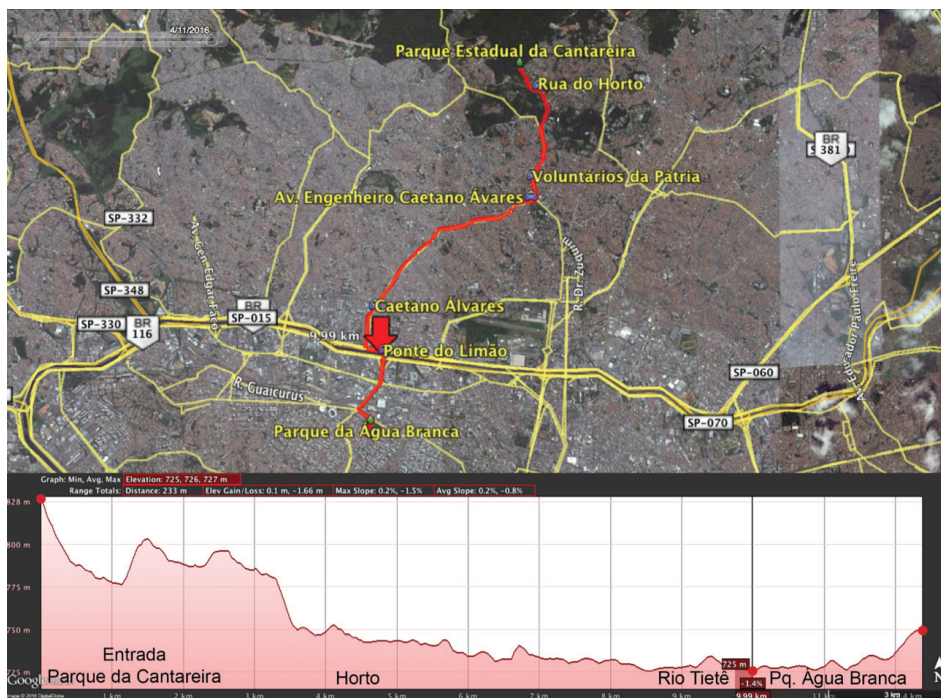 4/11/2016
Parque Estadual da Cantareira
Rua do Horto
BR
381
Voluntários da Pátria
Av. Engenheiro Caetano Avares
SP-332
Av. Gen. Edgar Facó
R. Dr. Zuquim
SP-348
BR
SP-015
Caetano Álvares
SP-330
BR
116
9.99 km
Ponte do Limão
Av. Educador Paulo Freire
SP-060
R. Guaicurus
SP-070
Parque da Água Branca
Graph: Min, Avg, Max Elevation: 725, 726, 727 m
Range Totals: Distance: 233 m Elev Gain/Loss: 0.1 m, -1.66 m Max Slope: 0.2%, -1.5% Avg Slope: 0.2%, -0.8%
828 m
800 m
775 m
750 m
725 m
725 m
Entrada
Parque da Cantareira
Horto
Rio Tietê
Pq. Agua Branca
-1.4%
N
1 km 2 km 3 km 4 km 5 km 6 km 7 km 8 km 9.99 km 11 km 3 km 4 km